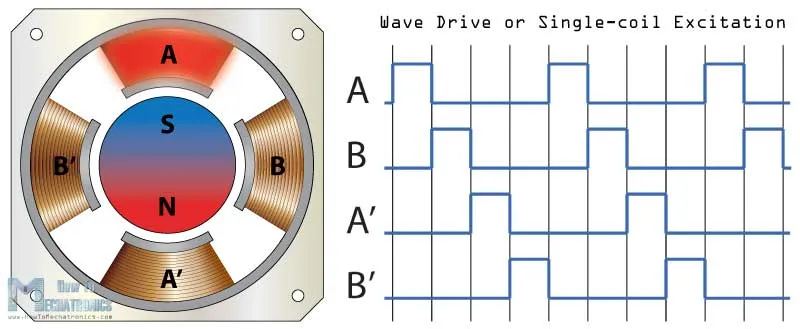 Wave Drive or Single-coil Excitation
A
S
B'
B
N
A'
A
B
A'
B'
How To
MECHATRONICS
www.HowToMechatronics.com